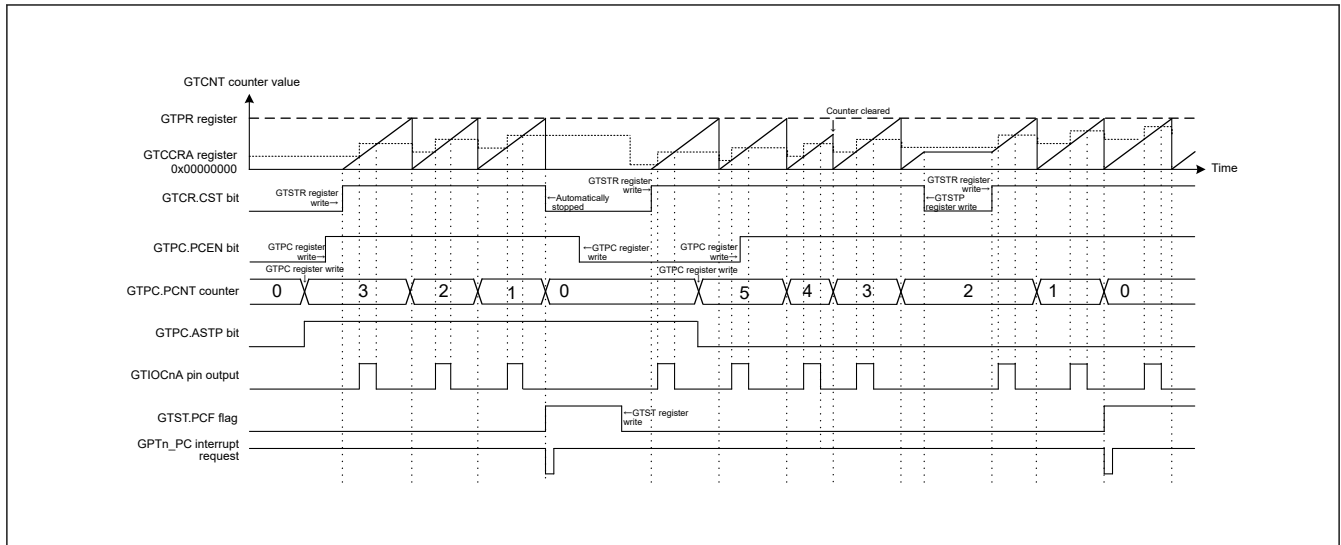 GTCNT counter value
GTPR register
Counter cleared
GTCCRA register
0x00000000
Time
GTCR.CST bit
GTSTR register
write→
←Automatically
stopped
GTSTR register
write→
GTSTR register
write→
←GTSTP
register write
GTPC.PCEN bit
GTPC register
write→
←GTPC register
write
GTPC register
write→
GTPC register write
GTPC register write
GTPC.PCNT counter
0 3 2 1 0 5 4 3 2 1 0
GTPC.ASTP bit
GTIOCnA pin output
GTST.PCF flag
←GTST register
write
GPTn_PC interrupt
request